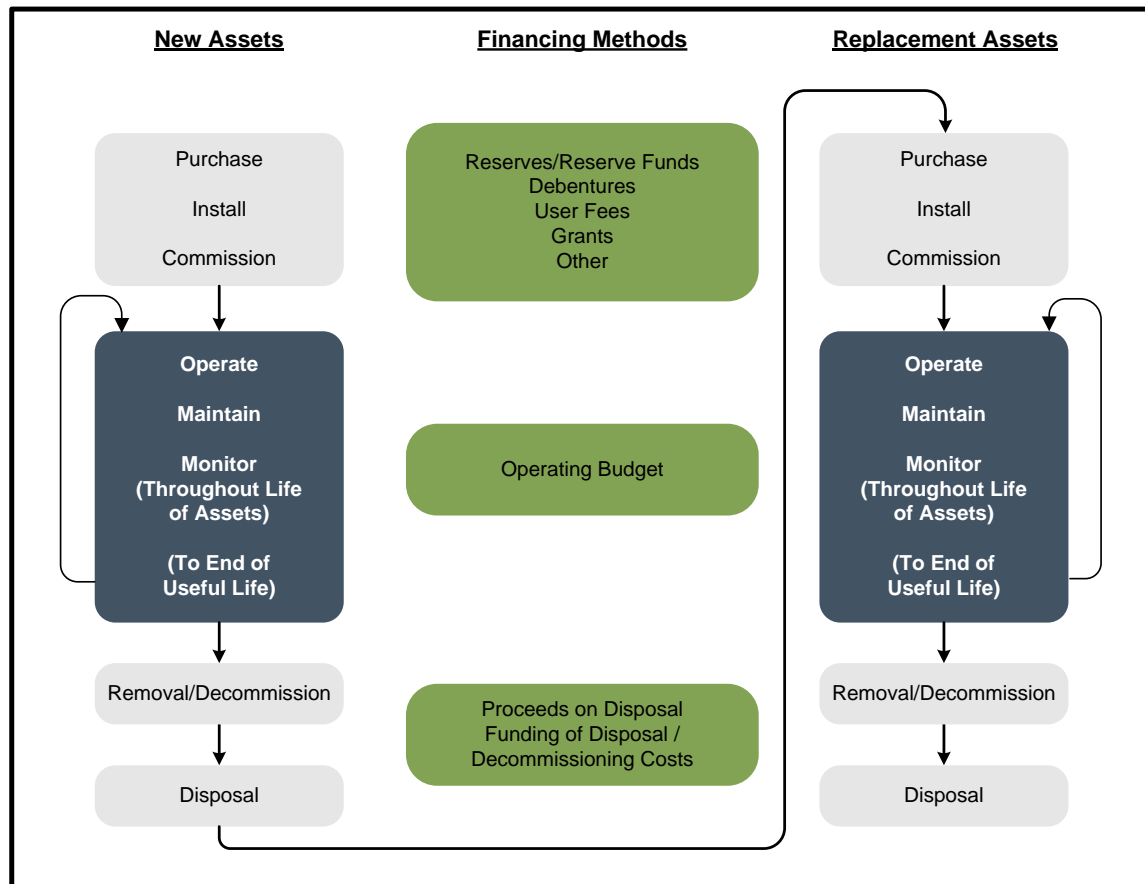 New Assets
Financing Methods
Replacement Assets
Purchase
Install
Commission
Reserves/Reserve Funds
Debentures
User Fees
Grants
Other
Purchase
Install
Commission
Operate
Maintain
Monitor
(Throughout Life
of Assets)
(To End of
Useful Life)
Operating Budget
Operate
Maintain
Monitor
(Throughout Life
of Assets)
(To End of
Useful Life)
Removal/Decommission
Disposal
Proceeds on Disposal
Funding of Disposal /
Decommissioning Costs
Removal/Decommission
Disposal